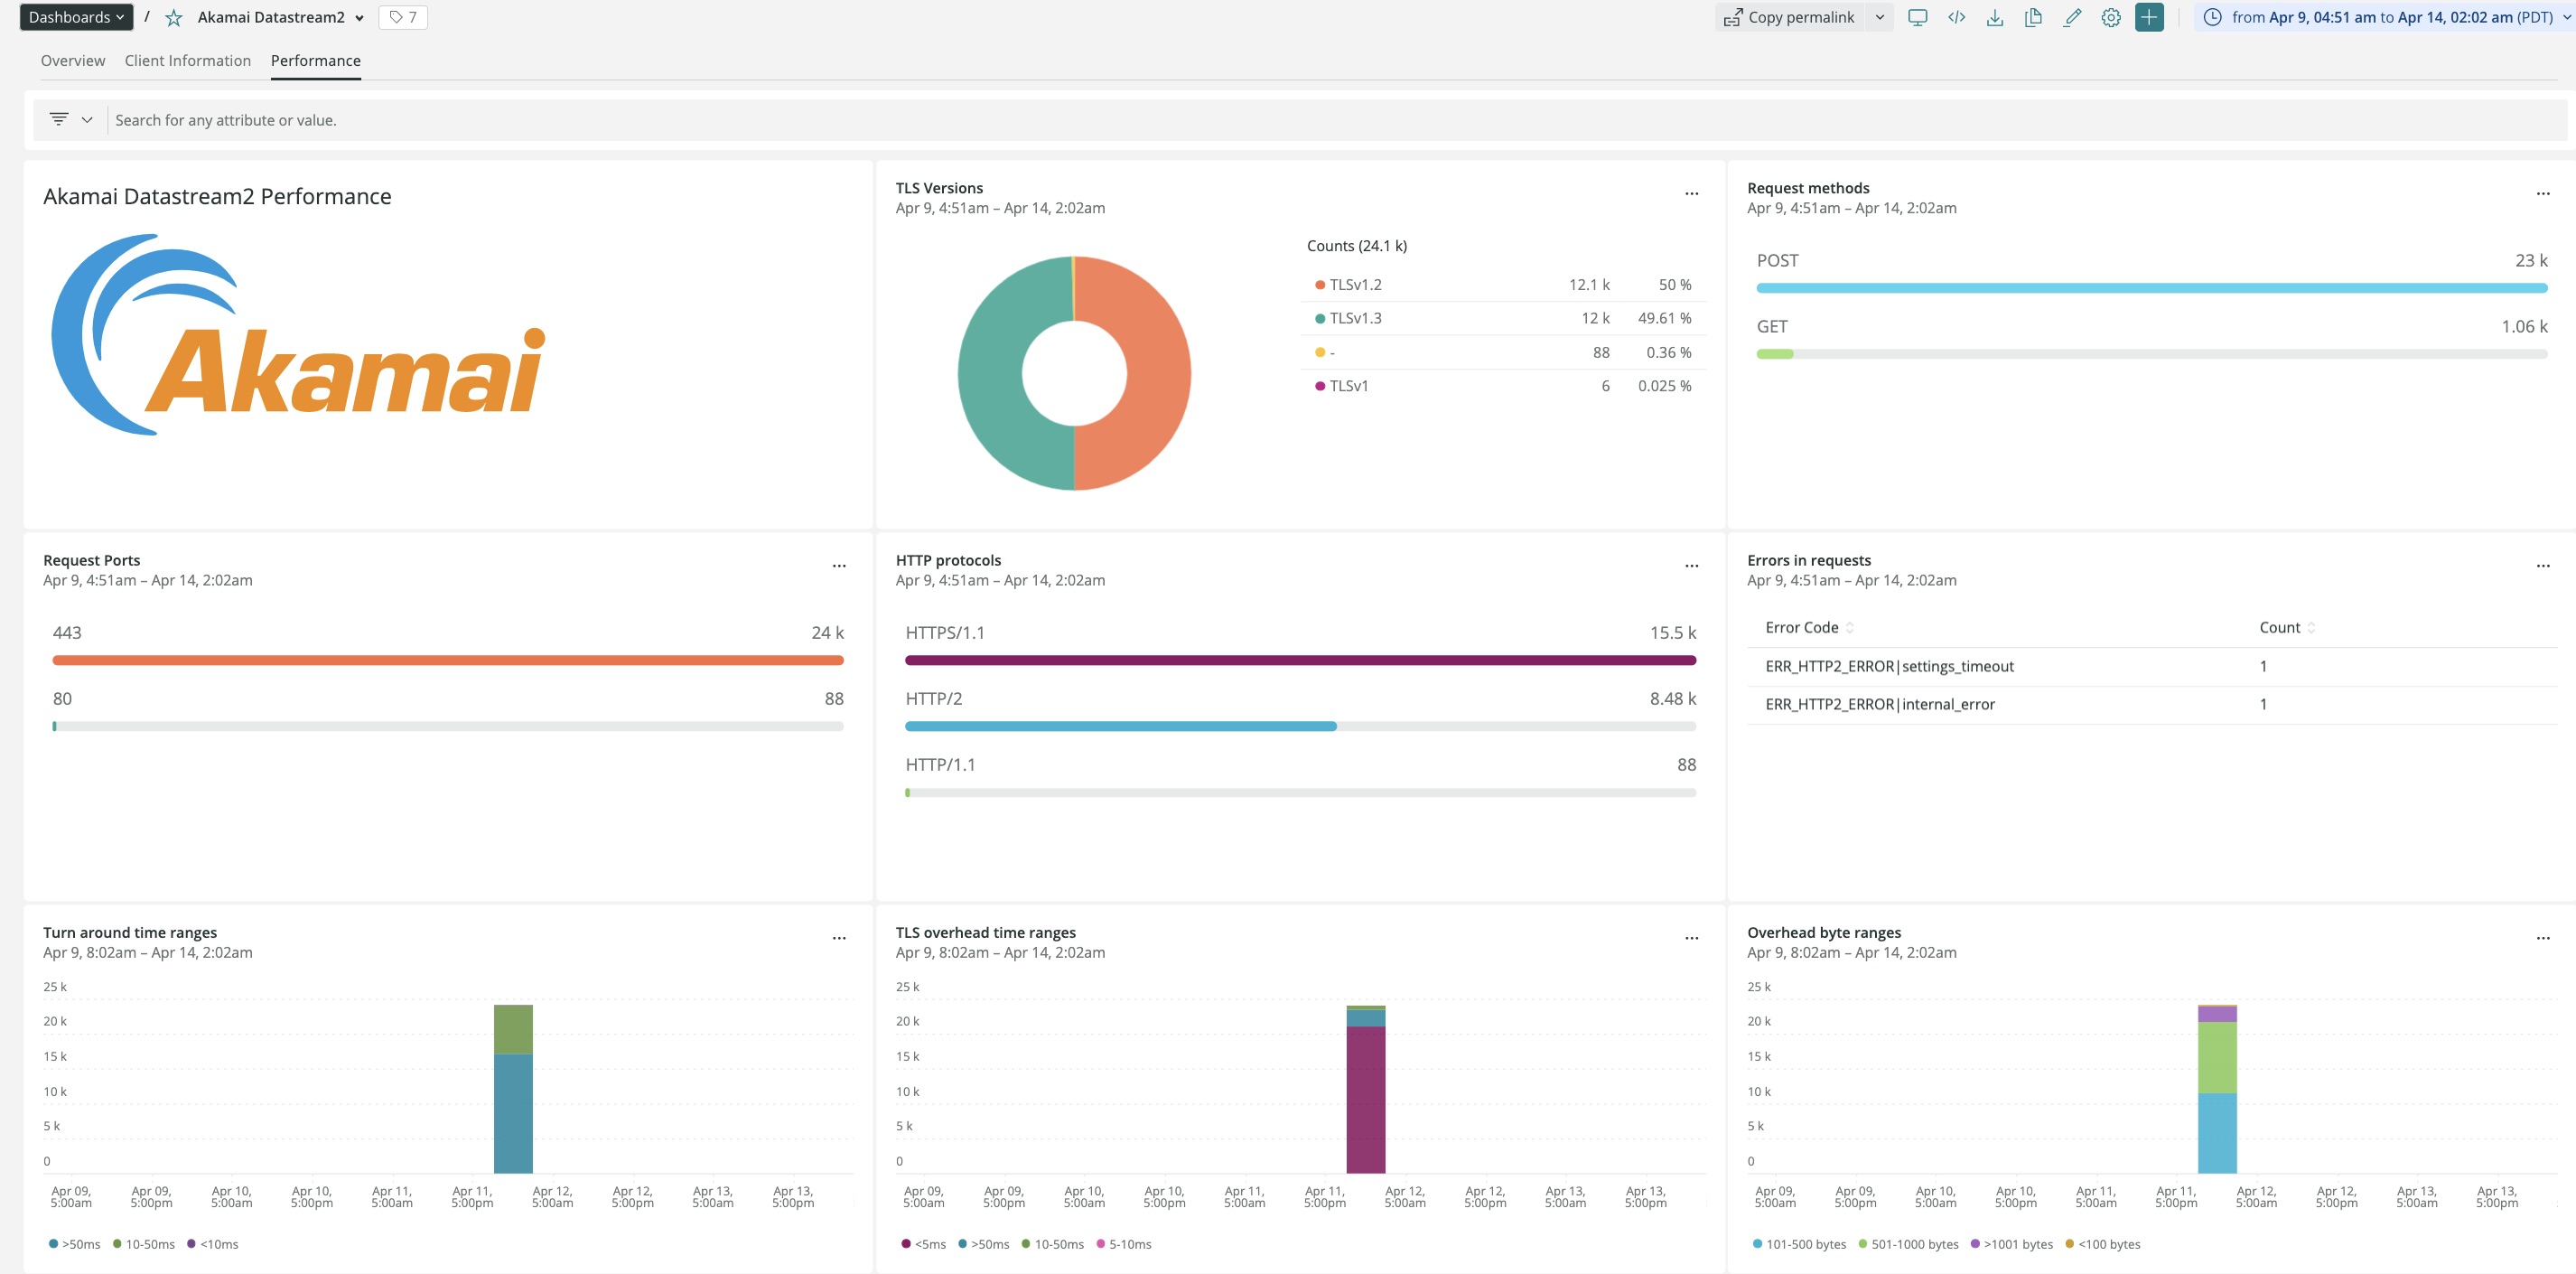 Dashboards / Akamai Datastream2 7 Copy permalink from Apr 9, 04:51 am to Apr 14, 02:02 am (PDT)
Overview Client Information Performance
Search for any attribute or value.
Akamai Datastream2 Performance
Akamai
TLS Versions
Apr 9, 4:51am – Apr 14, 2:02am
Counts (24.1 k)
TLSv1.2 12.1 k 50 %
TLSv1.3 12 k 49.61 %
- 88 0.36 %
TLSv1 6 0.025 %
Request methods
Apr 9, 4:51am – Apr 14, 2:02am
POST 23 k
GET 1.06 k
Request Ports
Apr 9, 4:51am – Apr 14, 2:02am
443 24 k
80 88
HTTP protocols
Apr 9, 4:51am – Apr 14, 2:02am
HTTPS/1.1 15.5 k
HTTP/2 8.48 k
HTTP/1.1 88
Errors in requests
Apr 9, 4:51am – Apr 14, 2:02am
Error Code Count
ERR_HTTP2_ERROR|settings_timeout 1
ERR_HTTP2_ERROR|internal_error 1
Turn around time ranges
Apr 9, 8:02am – Apr 14, 2:02am
25 k
20 k
15 k
10 k
5 k
0
Apr 09, Apr 09, Apr 10, Apr 10, Apr 11, Apr 11, Apr 12, Apr 12, Apr 13, Apr 13,
5:00am 5:00pm 5:00am 5:00pm 5:00am 5:00pm 5:00am 5:00pm 5:00am 5:00pm
>50ms 10-50ms <10ms
TLS overhead time ranges
Apr 9, 8:02am – Apr 14, 2:02am
25 k
20 k
15 k
10 k
5 k
0
Apr 09, Apr 09, Apr 10, Apr 10, Apr 11, Apr 11, Apr 12, Apr 12, Apr 13, Apr 13,
5:00am 5:00pm 5:00am 5:00pm 5:00am 5:00pm 5:00am 5:00pm 5:00am 5:00pm
<5ms >50ms 10-50ms 5-10ms
Overhead byte ranges
Apr 9, 8:02am – Apr 14, 2:02am
25 k
20 k
15 k
10 k
5 k
0
Apr 09, Apr 09, Apr 10, Apr 10, Apr 11, Apr 11, Apr 12, Apr 12, Apr 13, Apr 13,
5:00am 5:00pm 5:00am 5:00pm 5:00am 5:00pm 5:00am 5:00pm 5:00am 5:00pm
101-500 bytes 501-1000 bytes >1001 bytes <100 bytes